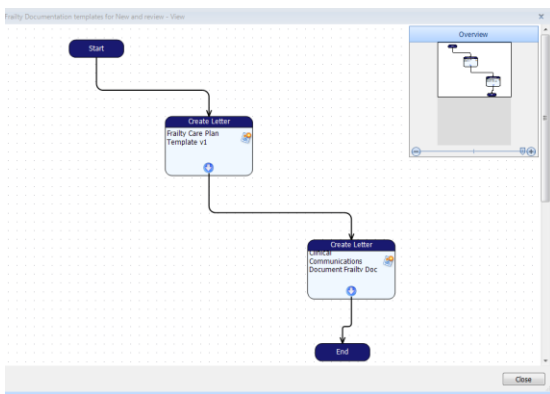 Frailty Documentation templates for New and review - View
Overview
Start
Create Letter
Frailty Care Plan
Template v1
Create Letter
Clinical
Communications
Document Frailty Doc
End
Close